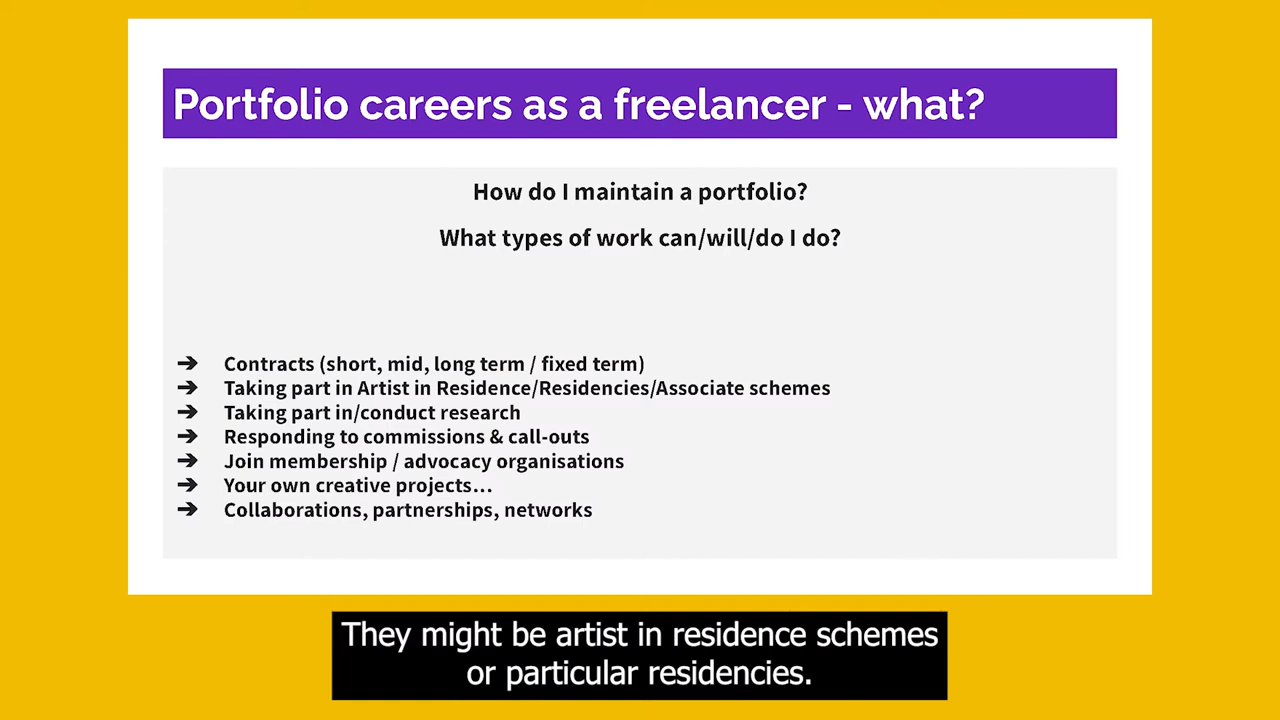 Portfolio careers as a freelancer - what?
How do I maintain a portfolio?
What types of work can/will/do I do?
➔ Contracts (short, mid, long term / fixed term)
➔ Taking part in Artist in Residence/Residencies/Associate schemes
➔ Taking part in/conduct research
➔ Responding to commissions & call-outs
➔ Join membership / advocacy organisations
➔ Your own creative projects...
➔ Collaborations, partnerships, networks
They might be artist in residence schemes
or particular residencies.